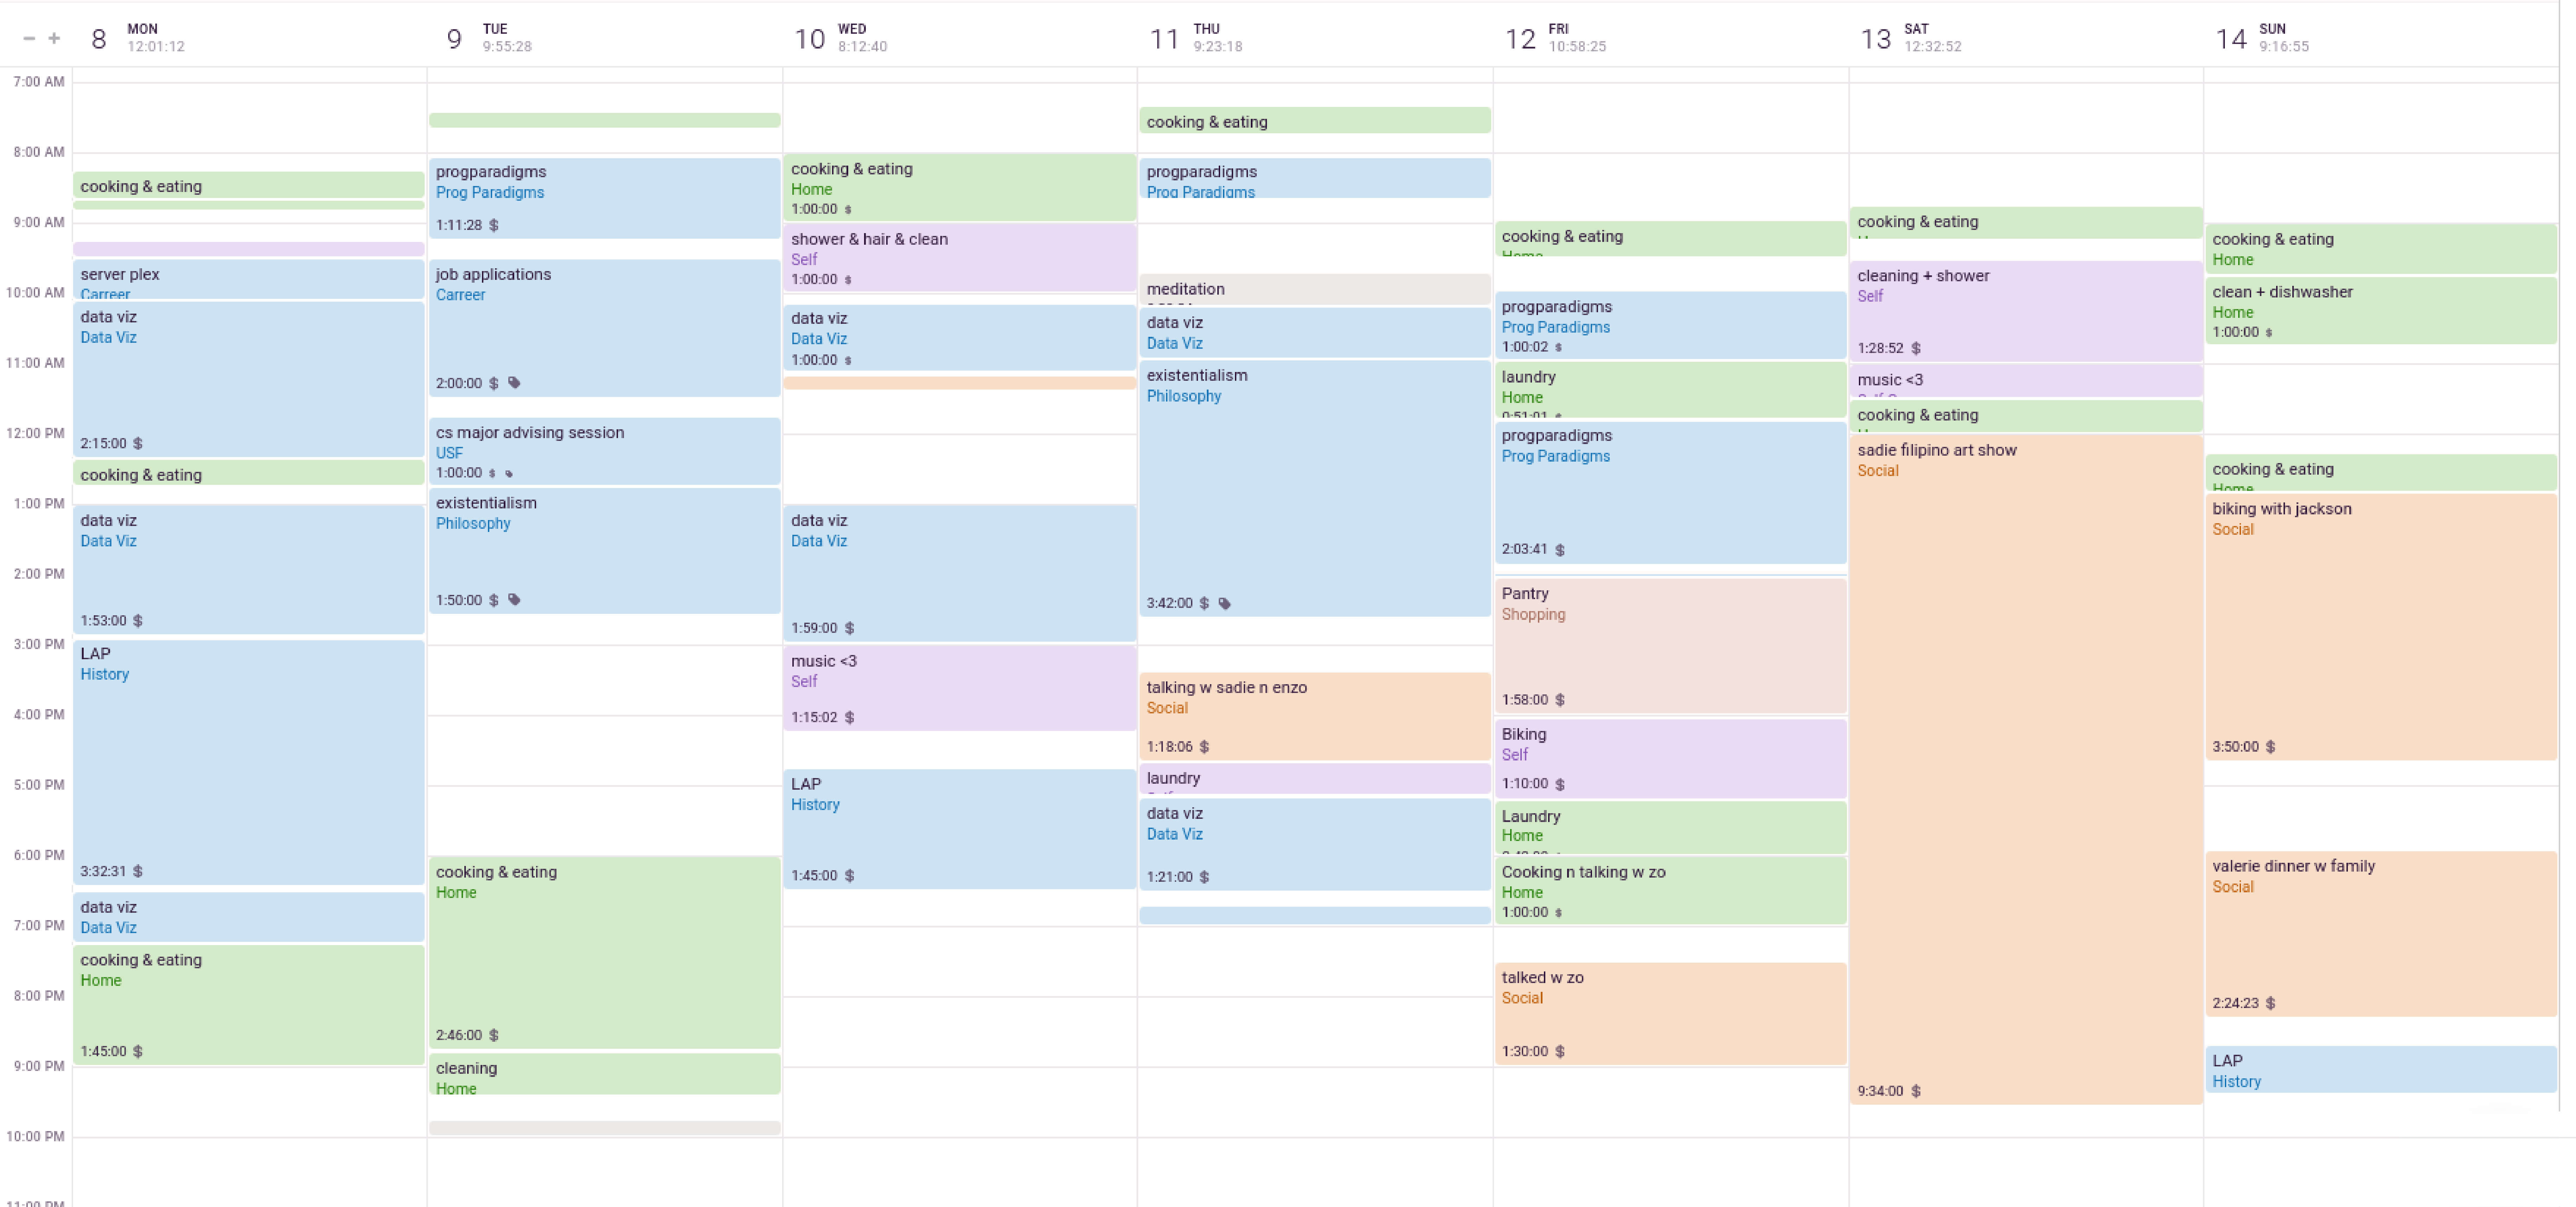 8 MON
12:01:12
9 TUE
9:55:28
10 WED
8:12:40
11 THU
9:23:18
12 FRI
10:58:25
13 SAT
12:32:52
14 SUN
9:16:55
7:00 AM
8:00 AM
9:00 AM
10:00 AM
11:00 AM
12:00 PM
1:00 PM
2:00 PM
3:00 PM
4:00 PM
5:00 PM
6:00 PM
7:00 PM
8:00 PM
9:00 PM
10:00 PM
11:00 PM
cooking & eating
server plex
Carreer
data viz
Data Viz
2:15:00 $
cooking & eating
data viz
Data Viz
1:53:00 $
LAP
History
3:32:31 $
data viz
Data Viz
cooking & eating
Home
1:45:00 $
progparadigms
Prog Paradigms
1:11:28 $
job applications
Carreer
2:00:00 $
cs major advising session
USF
1:00:00 $
existentialism
Philosophy
1:50:00 $
cooking & eating
Home
2:46:00 $
cleaning
Home
cooking & eating
Home
1:00:00 $
shower & hair & clean
Self
1:00:00 $
data viz
Data Viz
1:00:00 $
data viz
Data Viz
1:59:00 $
music <3
Self
1:15:02 $
LAP
History
1:45:00 $
cooking & eating
progparadigms
Prog Paradigms
meditation
data viz
Data Viz
existentialism
Philosophy
3:42:00 $
talking w sadie n enzo
Social
1:18:06 $
laundry
data viz
Data Viz
1:21:00 $
cooking & eating
Home
progparadigms
Prog Paradigms
1:00:02 $
laundry
Home
0:51:01 $
progparadigms
Prog Paradigms
2:03:41 $
Pantry
Shopping
1:58:00 $
Biking
Self
1:10:00 $
Laundry
Home
Cooking n talking w zo
Home
1:00:00 $
talked w zo
Social
1:30:00 $
cooking & eating
cleaning + shower
Self
1:28:52 $
music <3
cooking & eating
sadie filipino art show
Social
9:34:00 $
cooking & eating
Home
clean + dishwasher
Home
1:00:00 $
cooking & eating
Home
biking with jackson
Social
3:50:00 $
valerie dinner w family
Social
2:24:23 $
LAP
History